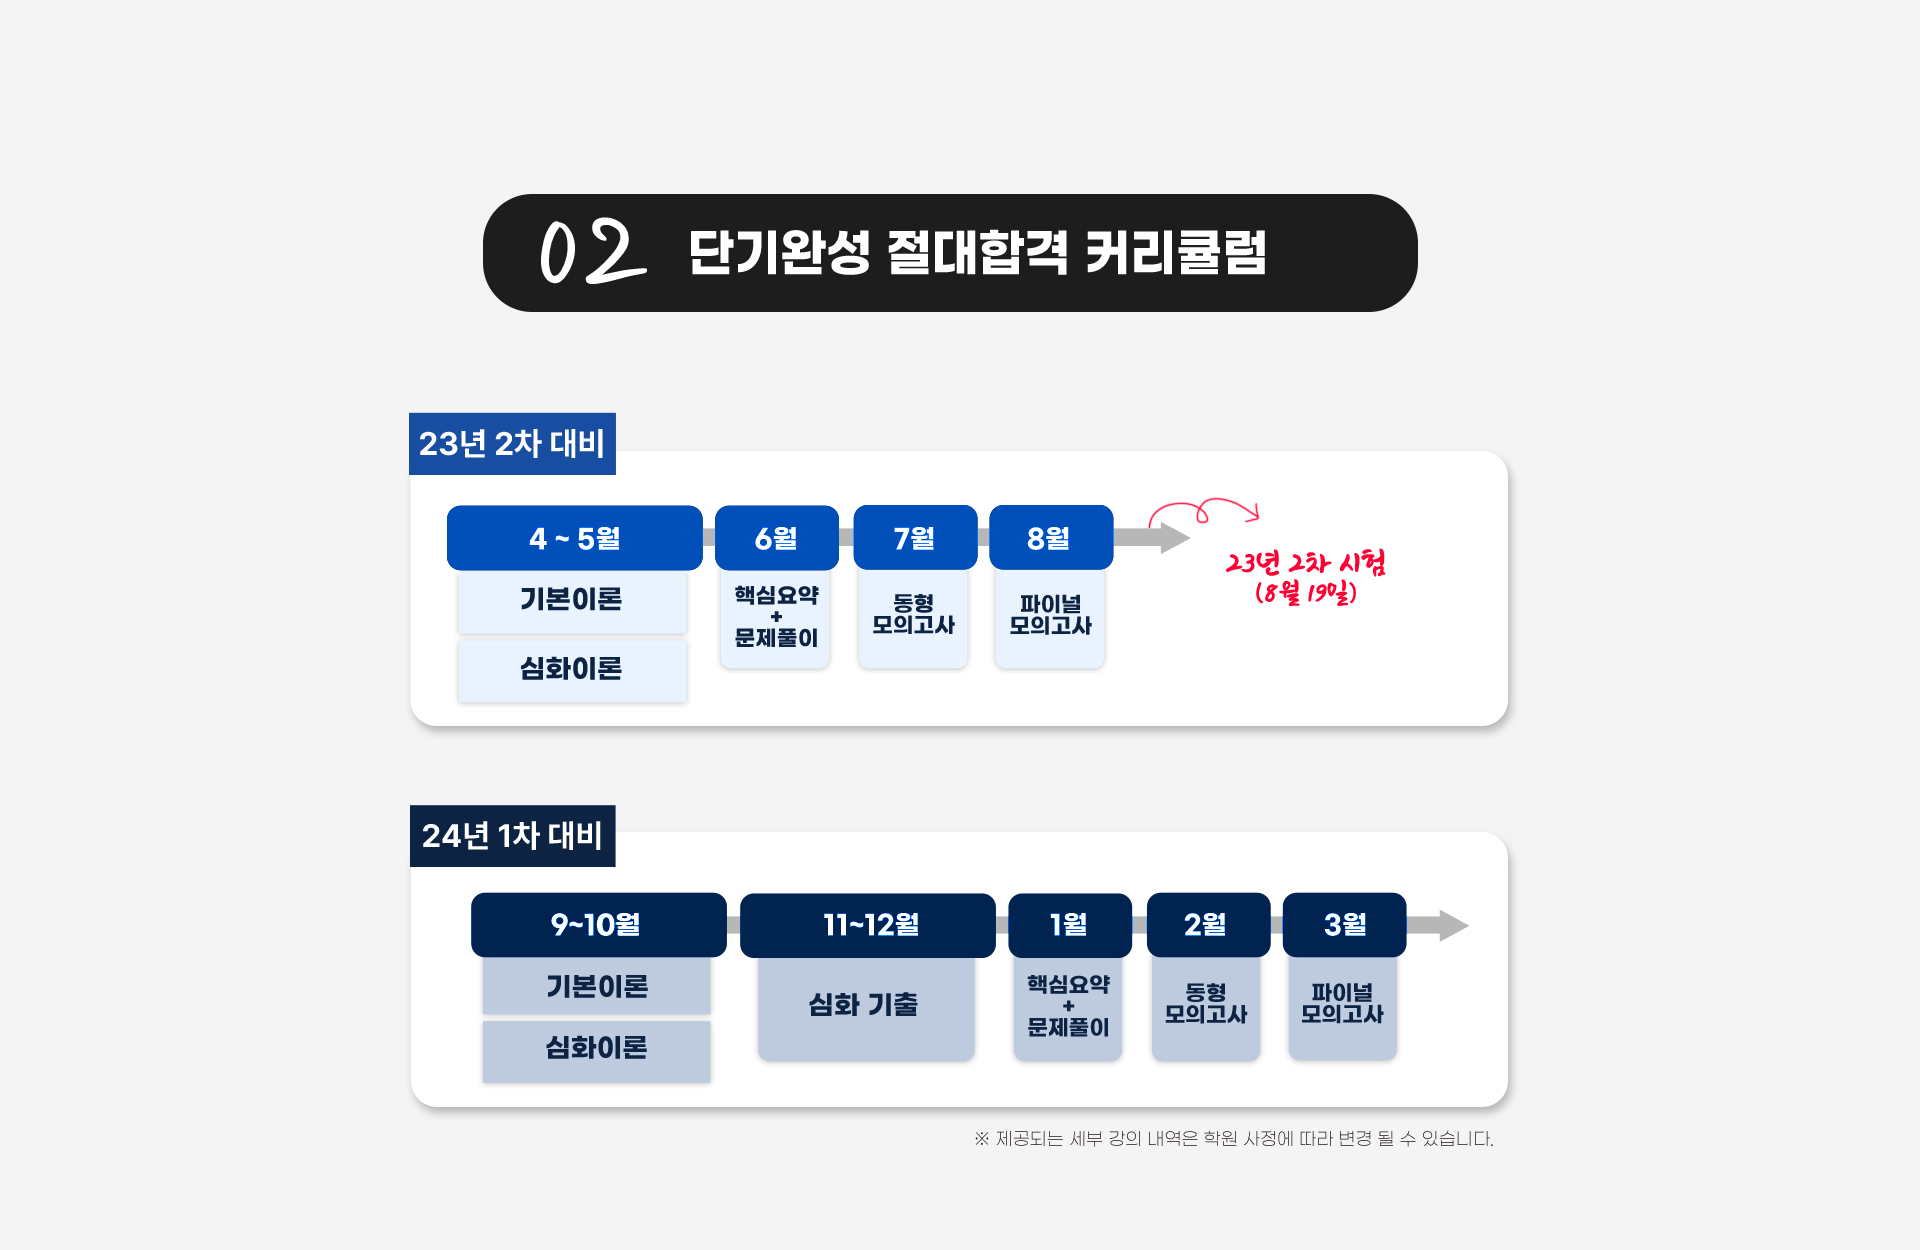 02 단기완성 절대합격 커리큘럼
23년 2차 대비
4 ~ 5월
기본이론
심화이론
6월
핵심요약
+
문제풀이
7월
동형
모의고사
8월
파이널
모의고사
23년 2차 시험
(8월 19일)
24년 1차 대비
9~10월
기본이론
심화이론
11~12월
심화 기출
1월
핵심요약
+
문제풀이
2월
동형
모의고사
3월
파이널
모의고사
※ 제공되는 세부 강의 내역은 학원 사정에 따라 변경 될 수 있습니다.